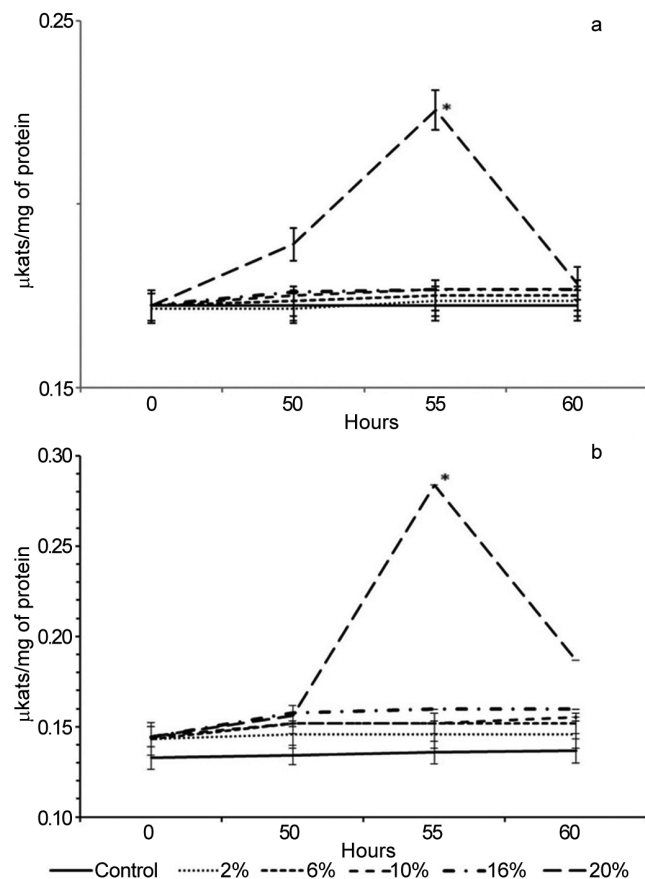 a
0.25
μkats/mg of protein
0.15
0 50 55 60
Hours
*
b
0.30
0.25
μkats/mg of protein
0.20
0.15
0.10
0 50 55 60
Hours
*
Control 2% 6% 10% 16% 20%